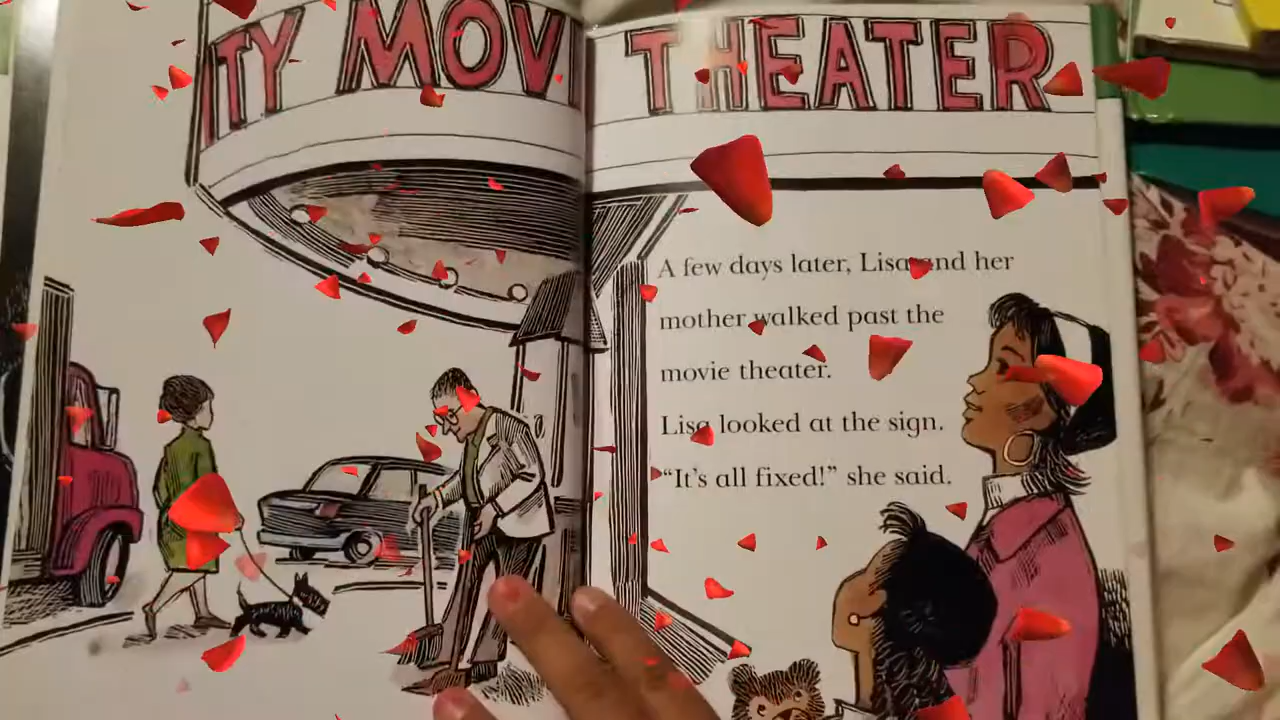 ITY MOVI THEATER
A few days later, Lisa and her
mother walked past the
movie theater.
Lisa looked at the sign.
“It’s all fixed!” she said.